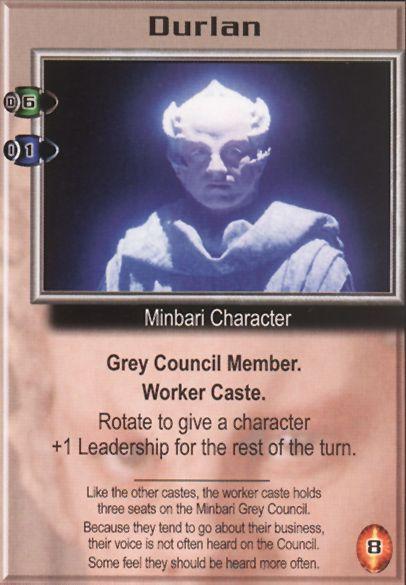 Durlan
D 6
D 1
Minbari Character
Grey Council Member.
Worker Caste.
Rotate to give a character
+1 Leadership for the rest of the turn.
Like the other castes, the worker caste holds
three seats on the Minbari Grey Council.
Because they tend to go about their business,
their voice is not often heard on the Council.
Some feel they should be heard more often.
8